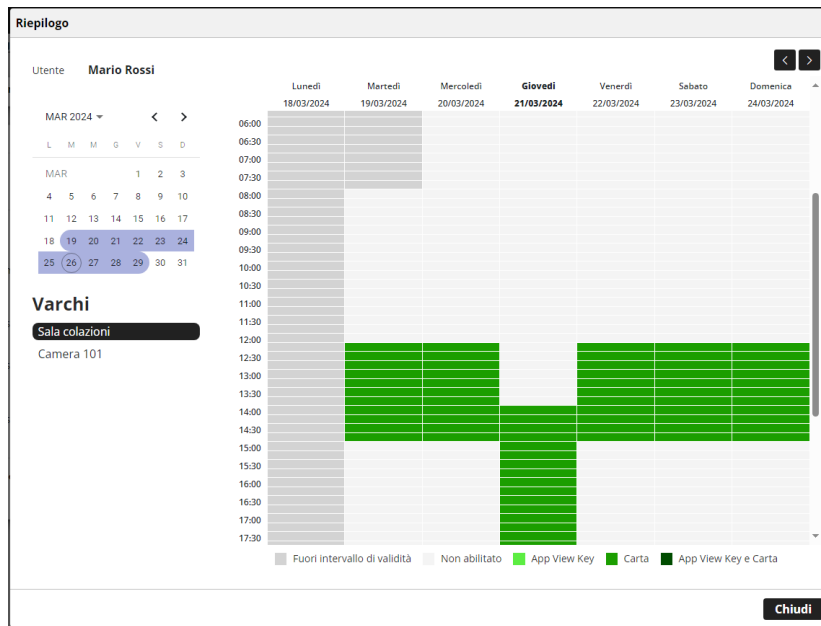 Riepilogo
Utente Mario Rossi
MAR 2024
L M M G V S D
MAR 1 2 3
4 5 6 7 8 9 10
11 12 13 14 15 16 17
18 19 20 21 22 23 24
25 26 27 28 29 30 31
Varchi
Sala colazioni
Camera 101
Lunedì Martedì Mercoledì Giovedì Venerdì Sabato Domenica
18/03/2024 19/03/2024 20/03/2024 21/03/2024 22/03/2024 23/03/2024 24/03/2024
06:00
06:30
07:00
07:30
08:00
08:30
09:00
09:30
10:00
10:30
11:00
11:30
12:00
12:30
13:00
13:30
14:00
14:30
15:00
15:30
16:00
16:30
17:00
17:30
Fuori intervallo di validità Non abilitato App View Key Carta App View Key e Carta
Chiudi